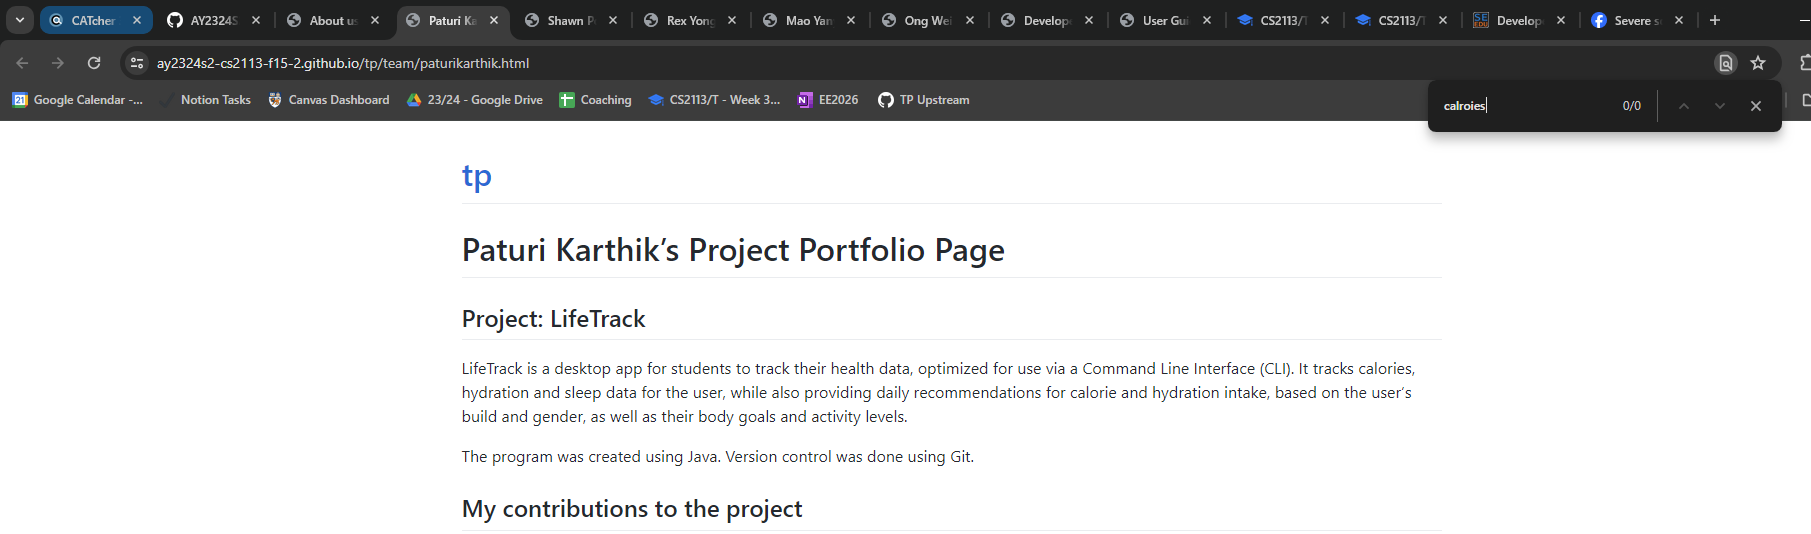 CATcher
AY2324S
About us
Paturi Ka
Shawn P
Rex Yong
Mao Yan
Ong Wei
Develope
User Gui
CS2113/T
CS2113/T
SE
EDU
Develope
Severe s
ay2324s2-cs2113-f15-2.github.io/tp/team/paturikarthik.html
31 Google Calendar -...
Notion Tasks
Canvas Dashboard
23/24 - Google Drive
Coaching
CS2113/T - Week 3...
N EE2026
TP Upstream
calroies
0/0
tp
Paturi Karthik’s Project Portfolio Page
Project: LifeTrack
LifeTrack is a desktop app for students to track their health data, optimized for use via a Command Line Interface (CLI). It tracks calories,
hydration and sleep data for the user, while also providing daily recommendations for calorie and hydration intake, based on the user’s
build and gender, as well as their body goals and activity levels.
The program was created using Java. Version control was done using Git.
My contributions to the project